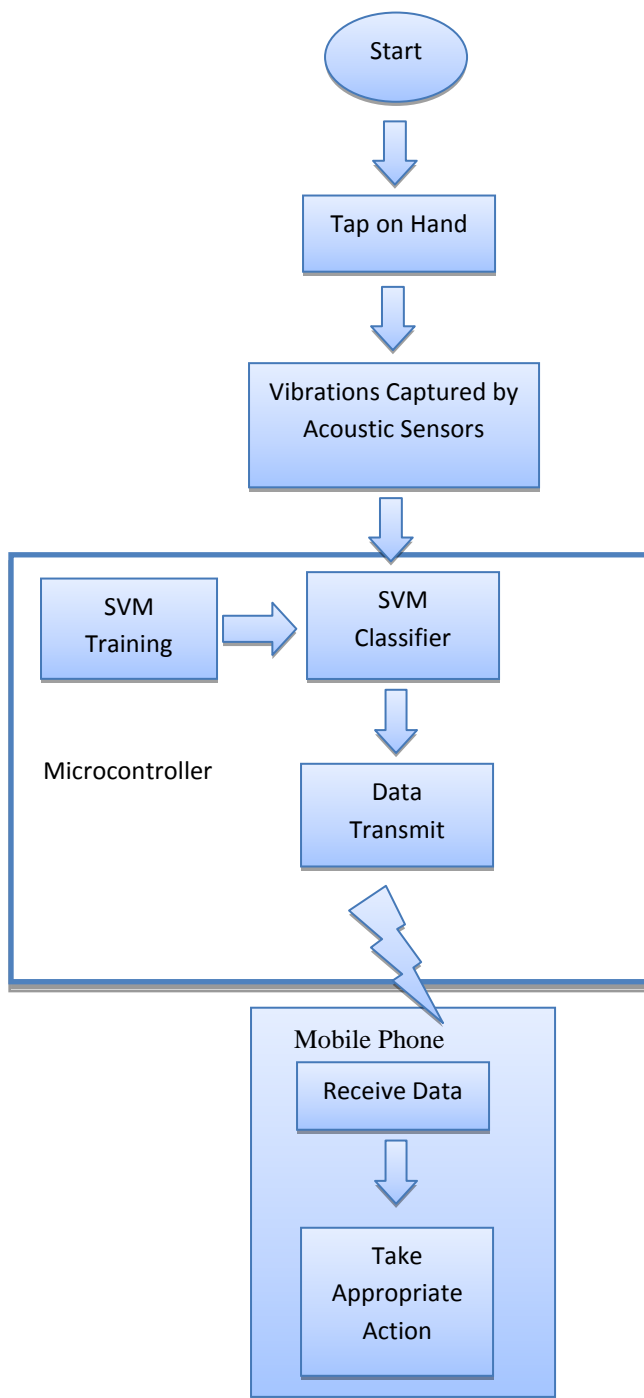 Start
Tap on Hand
Vibrations Captured by
Acoustic Sensors
SVM
Training
SVM
Classifier
Microcontroller
Data
Transmit
Mobile Phone
Receive Data
Take
Appropriate
Action